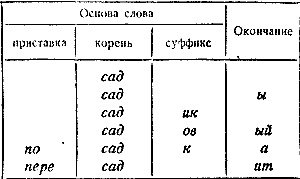 Основа слова Окончание
приставка корень суффикс
сад
сад ы
сад ик
сад ов ый
по сад к а
пере сад ит